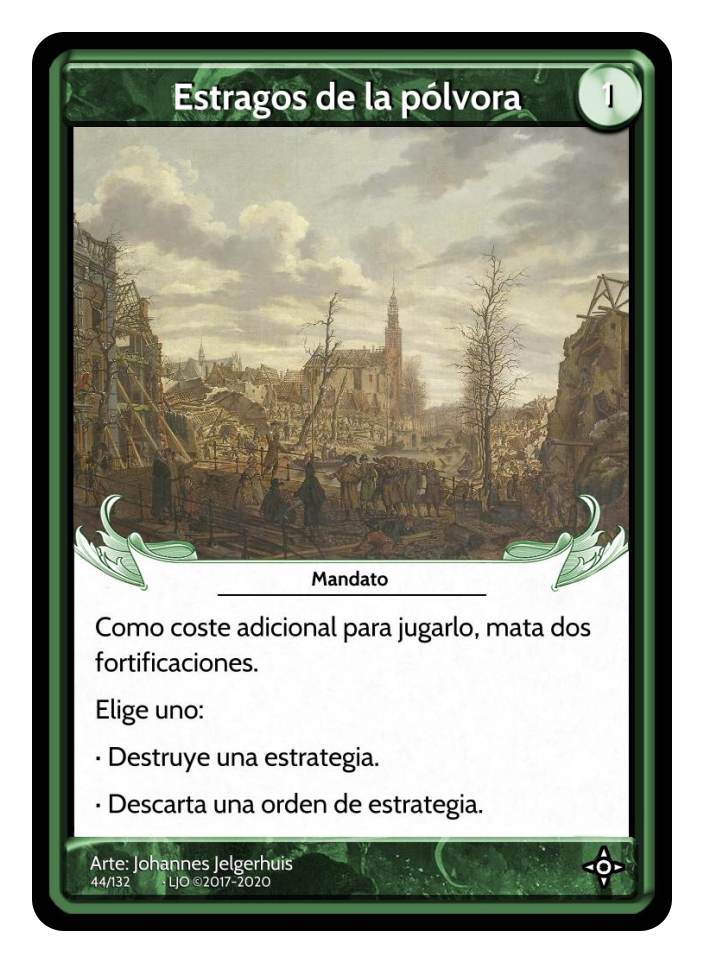 Estragos de la pólvora
1
Mandato
Como coste adicional para jugarlo, mata dos
fortificaciones.
Elige uno:
· Destruye una estrategia.
· Descarta una orden de estrategia.
Arte: Johannes Jelgerhuis
44/132 · LJO ©2017-2020